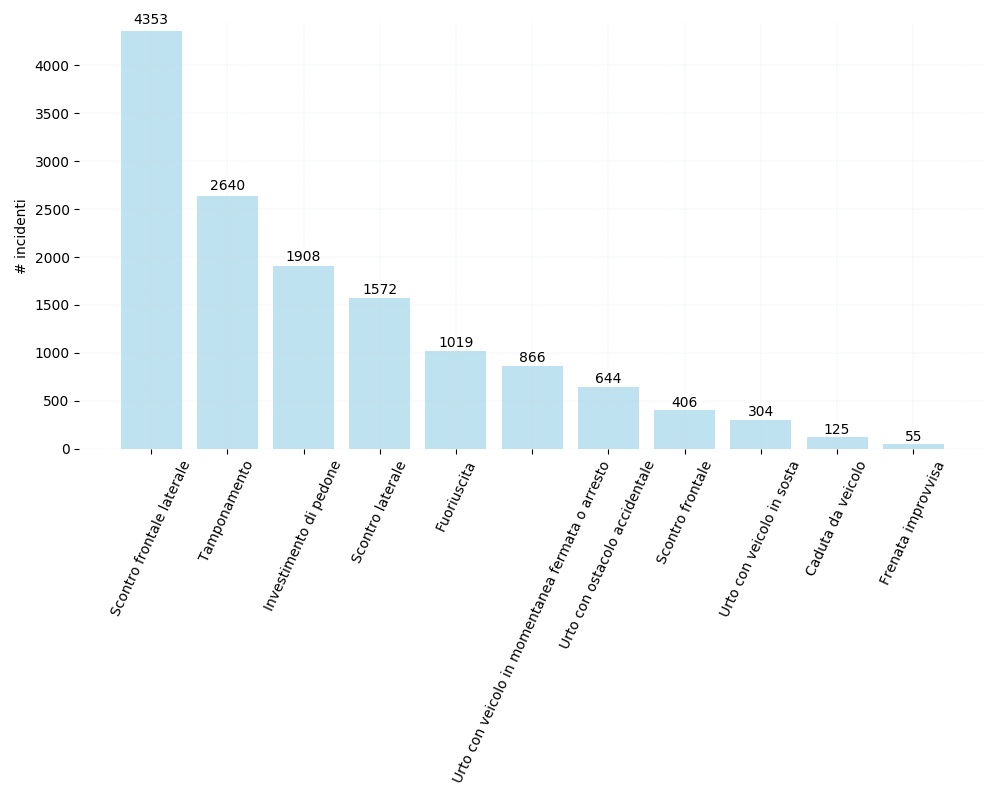 4353
2640
1908
1572
1019
866
644
406
304
125
55
# incidenti
4000
3500
3000
2500
2000
1500
1000
500
0
Scontro frontale laterale
Tamponamento
Investimento di pedone
Scontro laterale
Fuoriuscita
Urto con veicolo in momentanea fermata o arresto
Urto con ostacolo accidentale
Scontro frontale
Urto con veicolo in sosta
Caduta da veicolo
Frenata improvvisa